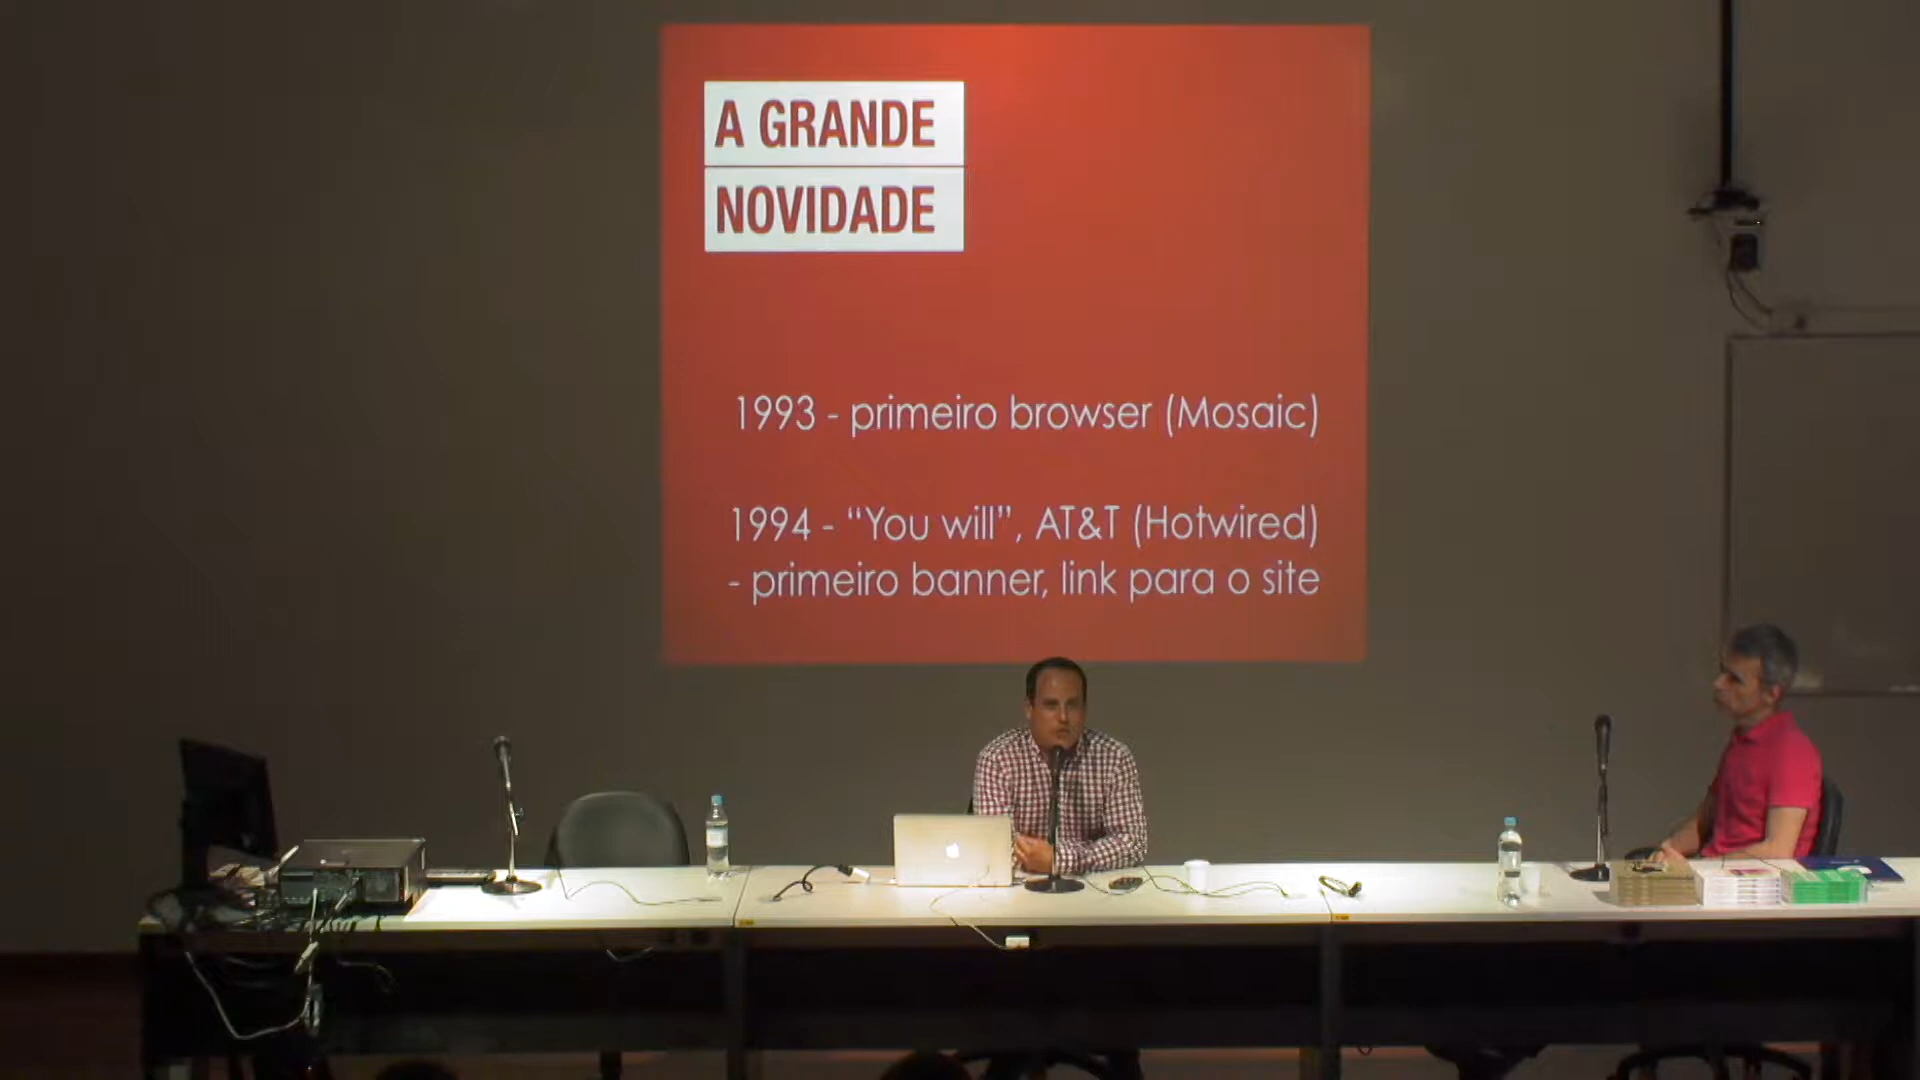 A GRANDE
NOVIDADE
1993 - primeiro browser (Mosaic)
1994 - “You will”, AT&T (Hotwired)
- primeiro banner, link para o site